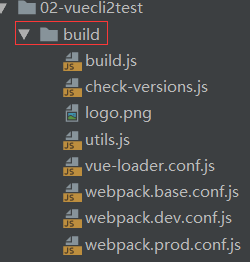 02-vuecli2test
build
build.js
check-versions.js
logo.png
utils.js
vue-loader.conf.js
webpack.base.conf.js
webpack.dev.conf.js
webpack.prod.conf.js